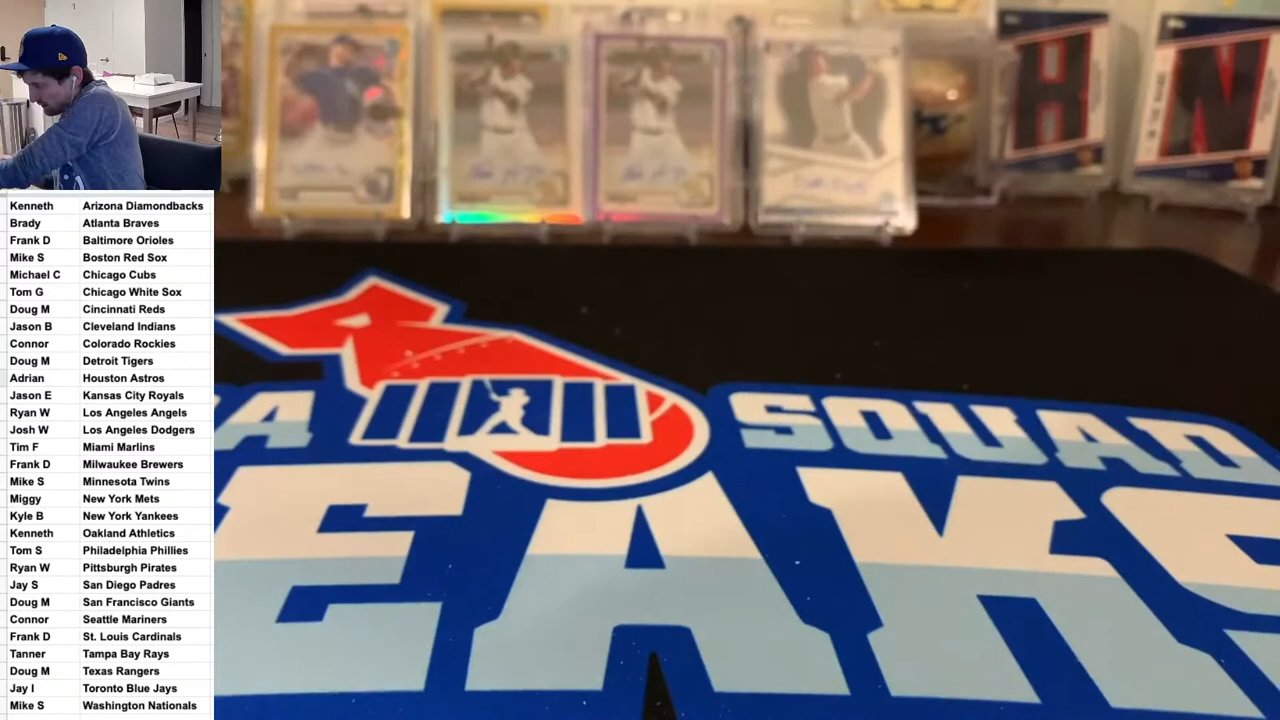 Kenneth Arizona Diamondbacks
Brady Atlanta Braves
Frank D Baltimore Orioles
Mike S Boston Red Sox
Michael C Chicago Cubs
Tom G Chicago White Sox
Doug M Cincinnati Reds
Jason B Cleveland Indians
Connor Colorado Rockies
Doug M Detroit Tigers
Adrian Houston Astros
Jason E Kansas City Royals
Ryan W Los Angeles Angels
Josh W Los Angeles Dodgers
Tim F Miami Marlins
Frank D Milwaukee Brewers
Mike S Minnesota Twins
Miggy New York Mets
Kyle B New York Yankees
Kenneth Oakland Athletics
Tom S Philadelphia Phillies
Ryan W Pittsburgh Pirates
Jay S San Diego Padres
Doug M San Francisco Giants
Connor Seattle Mariners
Frank D St. Louis Cardinals
Tanner Tampa Bay Rays
Doug M Texas Rangers
Jay I Toronto Blue Jays
Mike S Washington Nationals
R N
A SQUAD
EAKS